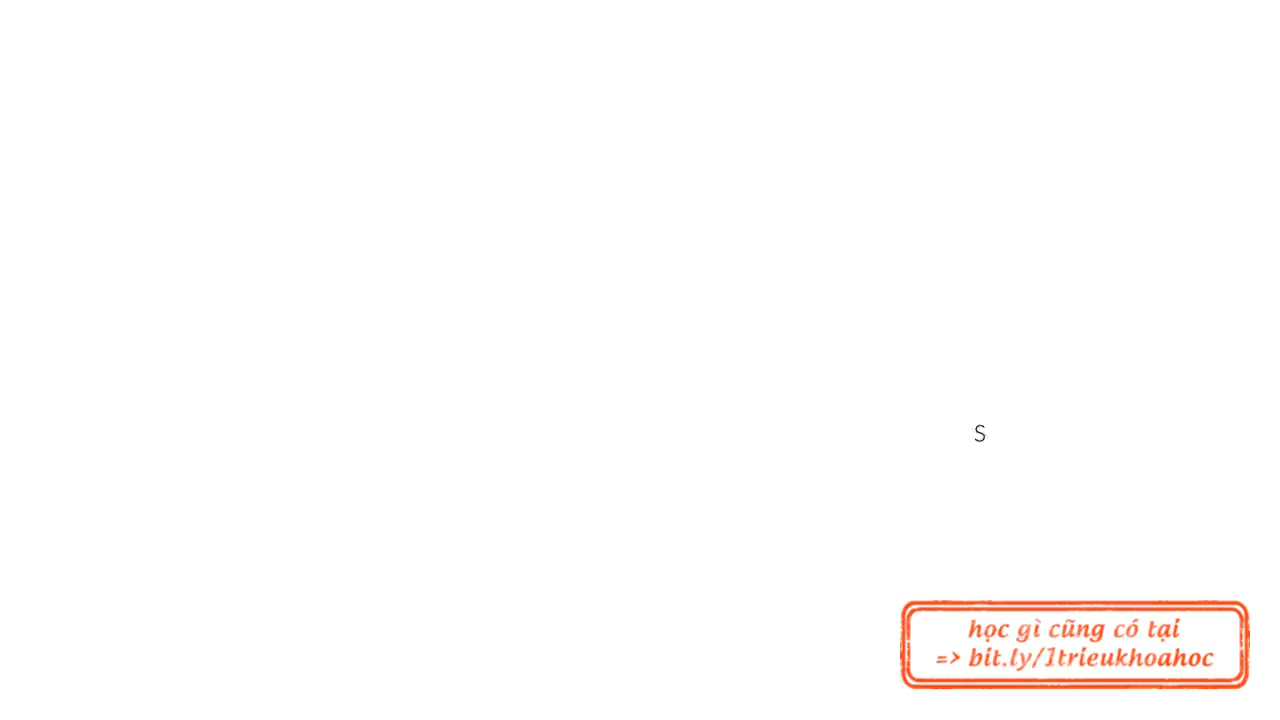 S
học gì cũng có tại
=> bit.ly/1trieukhoahoc